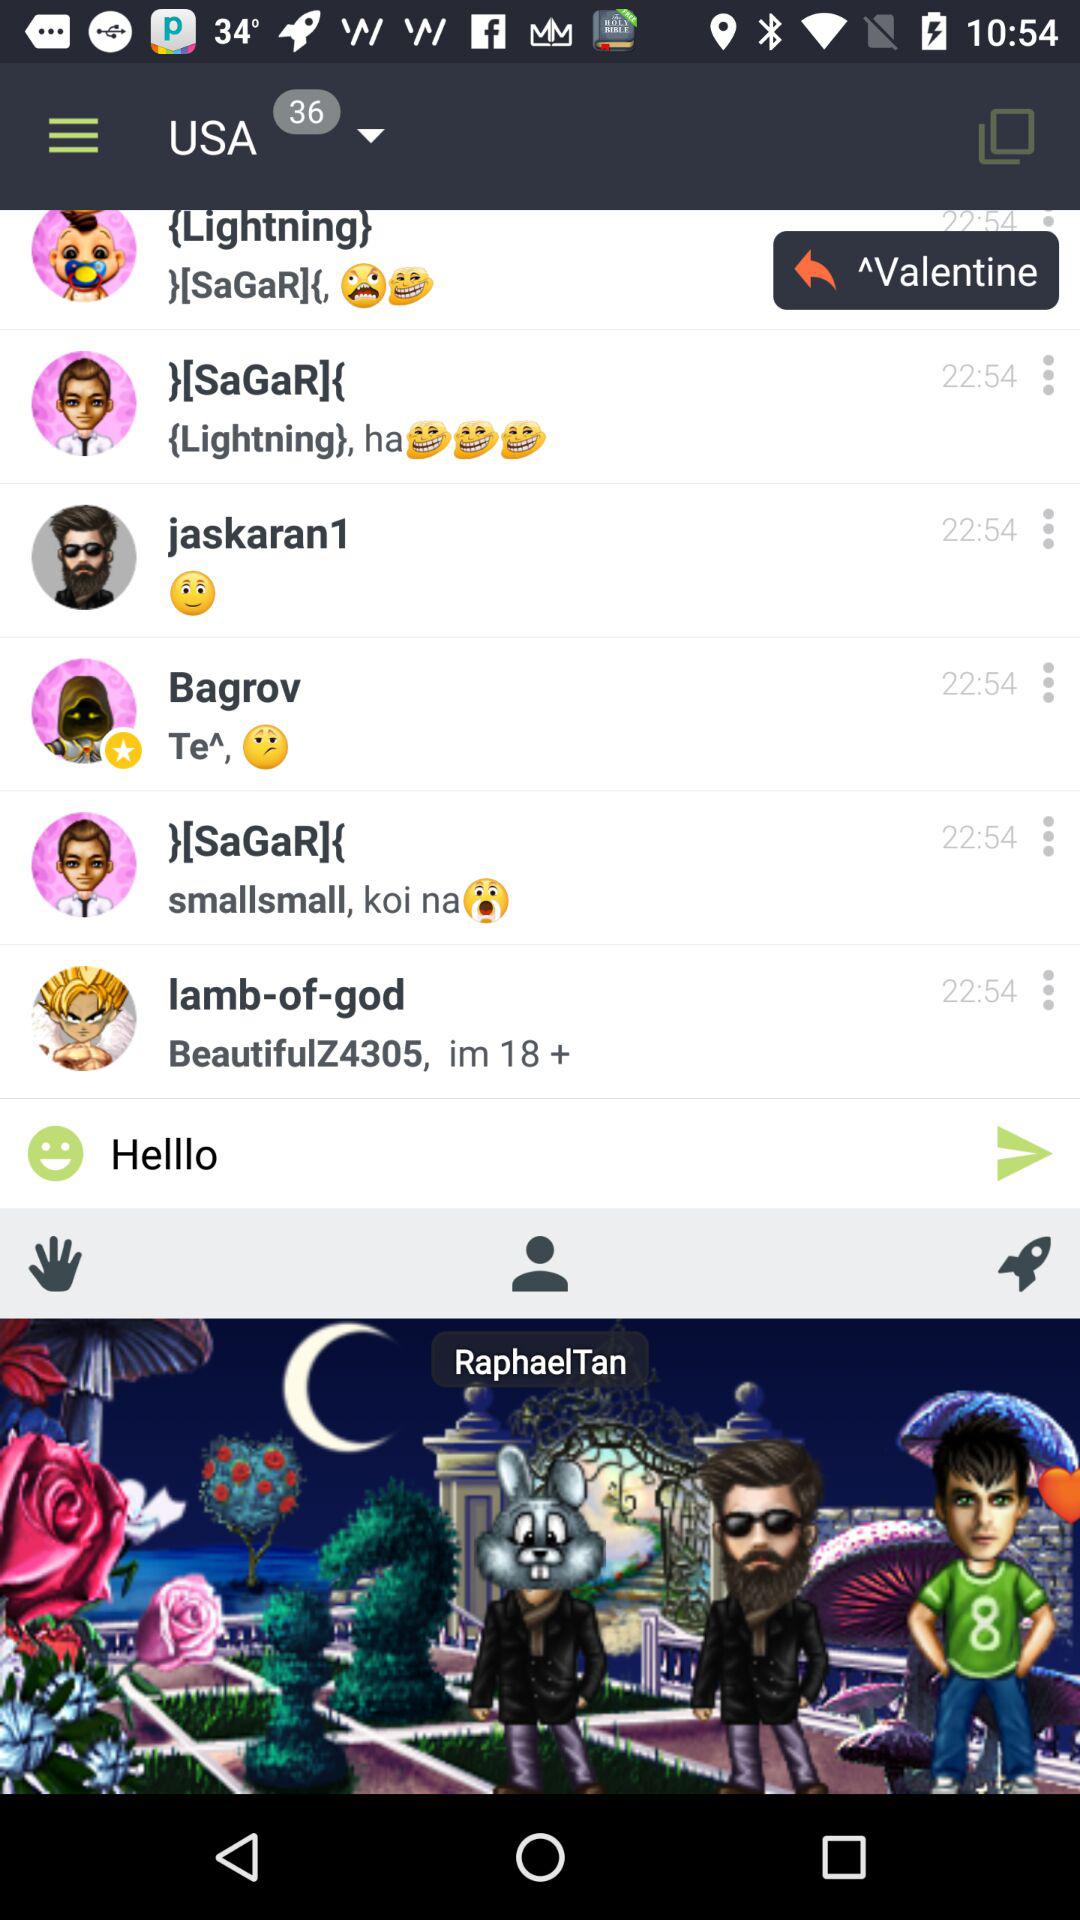 34° 10:54
USA 36
{Lightning} 22:54
}[SaGaR]{,
^Valentine
}[SaGaR]{ 22:54
{Lightning}, ha
jaskaran1 22:54
Bagrov 22:54
Te^,
}[SaGaR]{ 22:54
smallsmall, koi na
lamb-of-god 22:54
BeautifulZ4305, im 18 +
Helllo
RaphaelTan
8